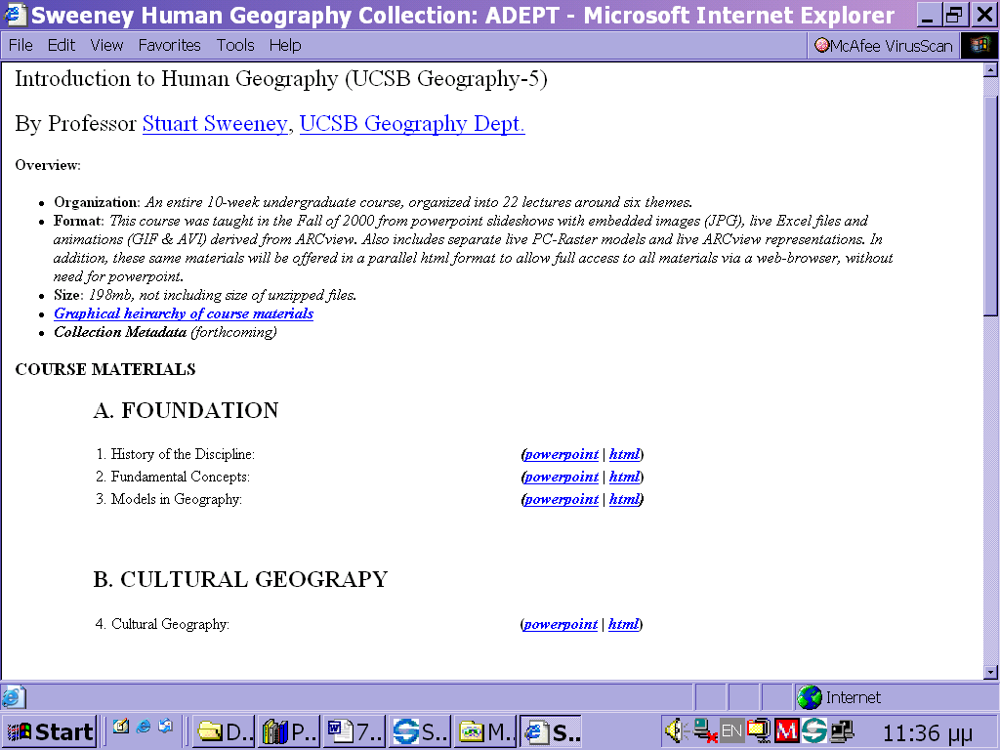 Sweeney Human Geography Collection: ADEPT - Microsoft Internet Explorer
File Edit View Favorites Tools Help
McAfee VirusScan
Introduction to Human Geography (UCSB Geography-5)
By Professor Stuart Sweeney, UCSB Geography Dept.
Overview:
• Organization: An entire 10-week undergraduate course, organized into 22 lectures around six themes.
• Format: This course was taught in the Fall of 2000 from powerpoint slideshows with embedded images (JPG), live Excel files and
animations (GIF & AVI) derived from ARCview. Also includes separate live PC-Raster models and live ARCview representations. In
addition, these same materials will be offered in a parallel html format to allow full access to all materials via a web-browser, without
need for powerpoint.
• Size: 198mb, not including size of unzipped files.
• Graphical heirarchy of course materials
• Collection Metadata (forthcoming)
COURSE MATERIALS
A. FOUNDATION
1. History of the Discipline: (powerpoint | html)
2. Fundamental Concepts: (powerpoint | html)
3. Models in Geography: (powerpoint | html)
B. CULTURAL GEOGRAPY
4. Cultural Geography: (powerpoint | html)
Internet
Start D.. P.. 7.. S.. M.. S.. EN M 11:36 μμ